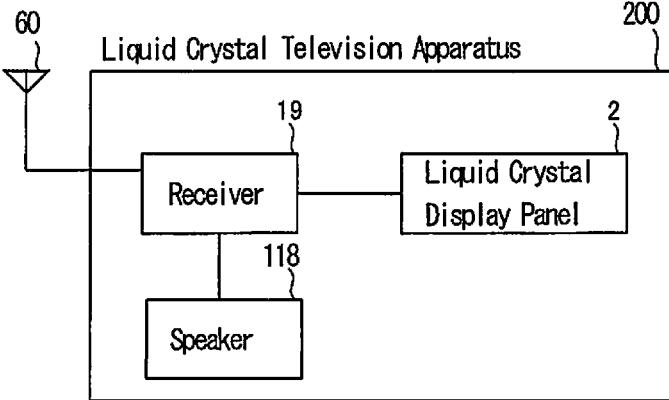 60
200
Liquid Crystal Television Apparatus
19
2
Receiver
Liquid Crystal
Display Panel
118
Speaker